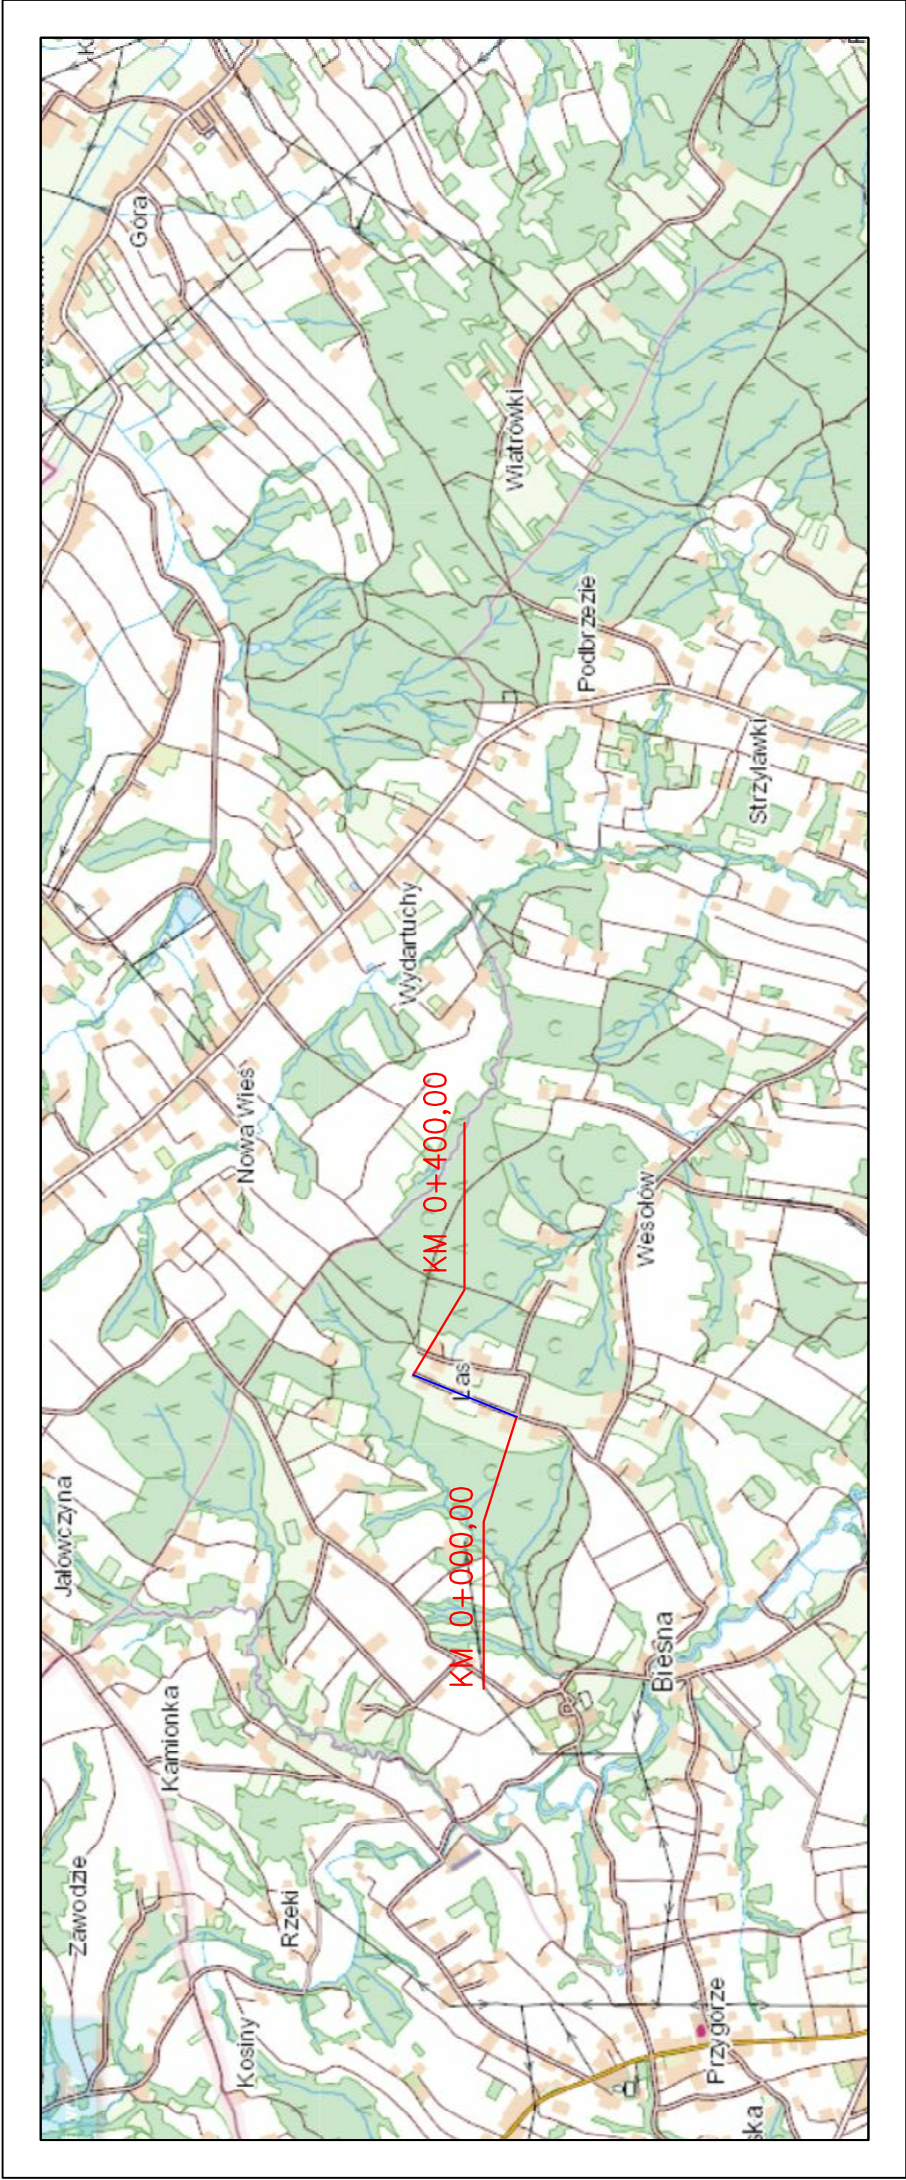 Zawodzie
Jałowczyna
Kamionka
Kosiny
Rzeki
Nowa Wieś
Góra
Wydartuchy
KM 0+000,00
KM 0+400,00
Las
Wiatrówki
Podbrzezie
Wesołów
Bieśna
Strzylawki
Przygórze
ska